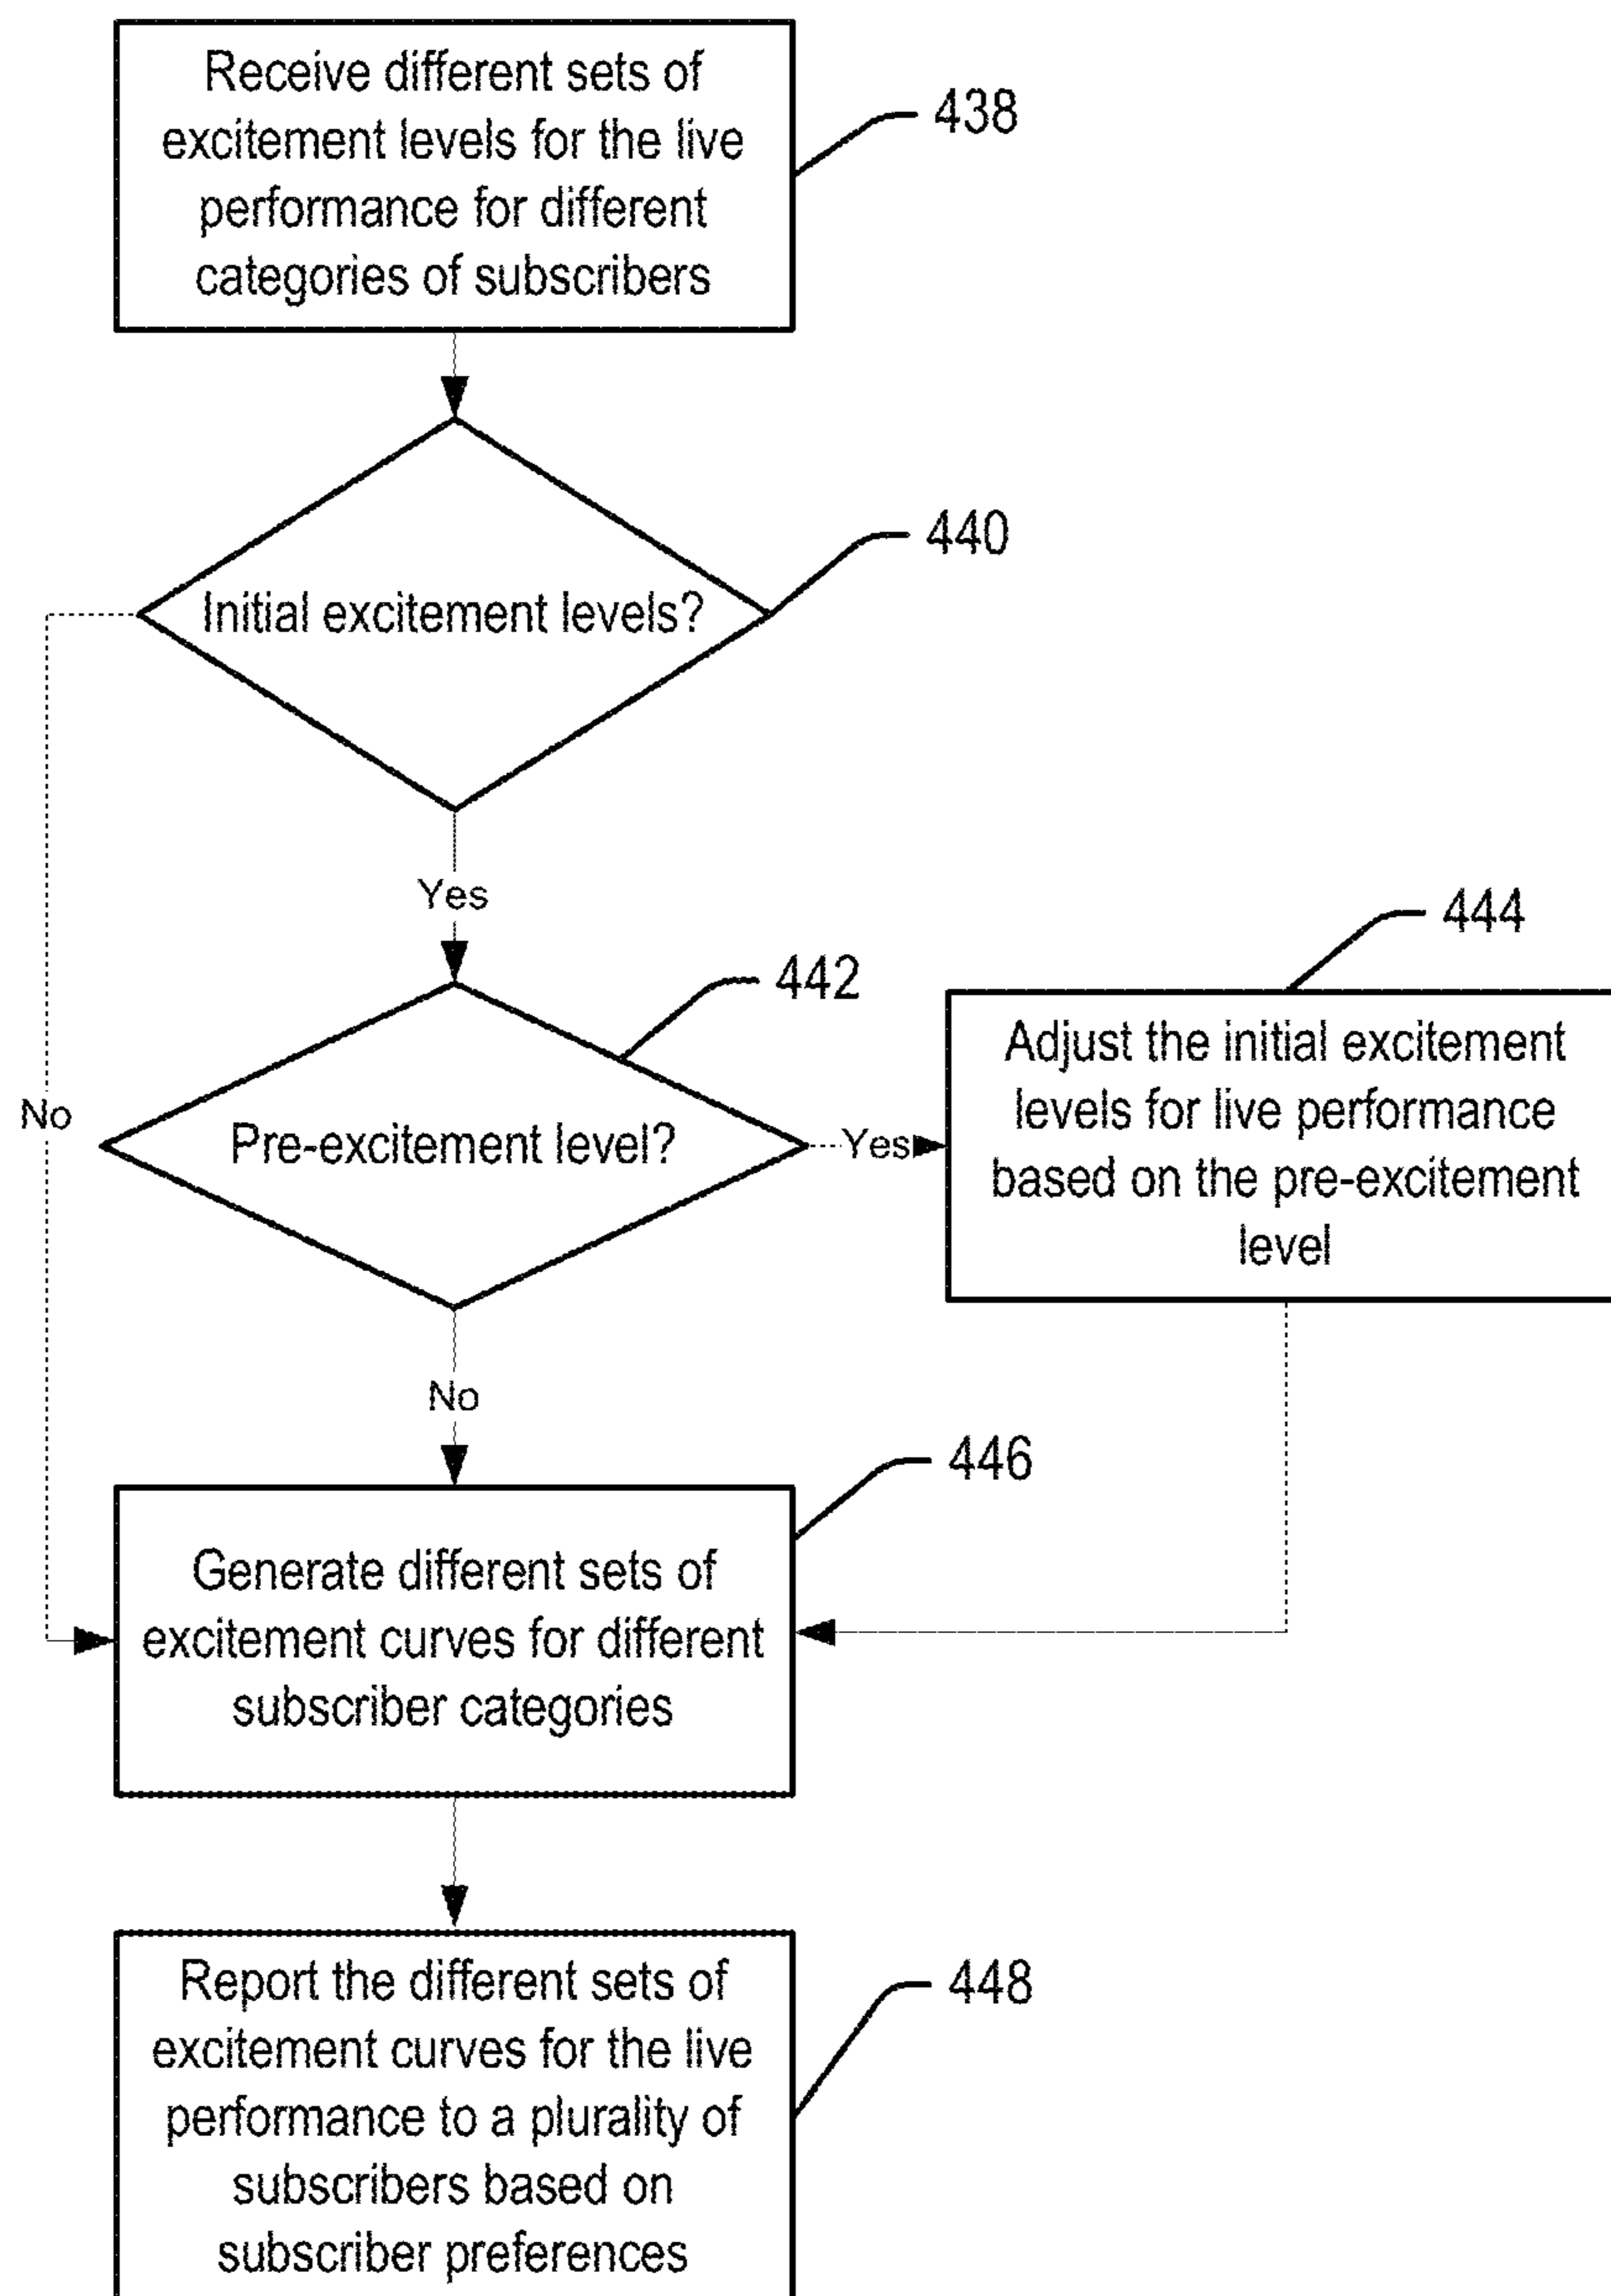 Receive different sets of
excitement levels for the live
performance for different
categories of subscribers
438
440
Initial excitement levels?
Yes
442
444
No
Pre-excitement level?
Yes
Adjust the initial excitement
levels for live performance
based on the pre-excitement
level
No
446
Generate different sets of
excitement curves for different
subscriber categories
448
Report the different sets of
excitement curves for the live
performance to a plurality of
subscribers based on
subscriber preferences